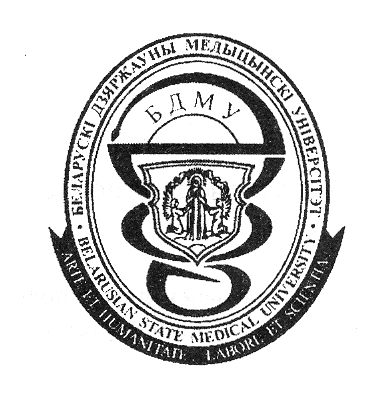 БЕЛАРУСКІ ДЗЯРЖАЎНЫ МЕДЫЦЫНСКІ УНІВЕРСІТЭТ
БДМУ
BELARUSIAN STATE MEDICAL UNIVERSITY
ARTE ET HUMANITATE , LABORE ET SCIENTIA